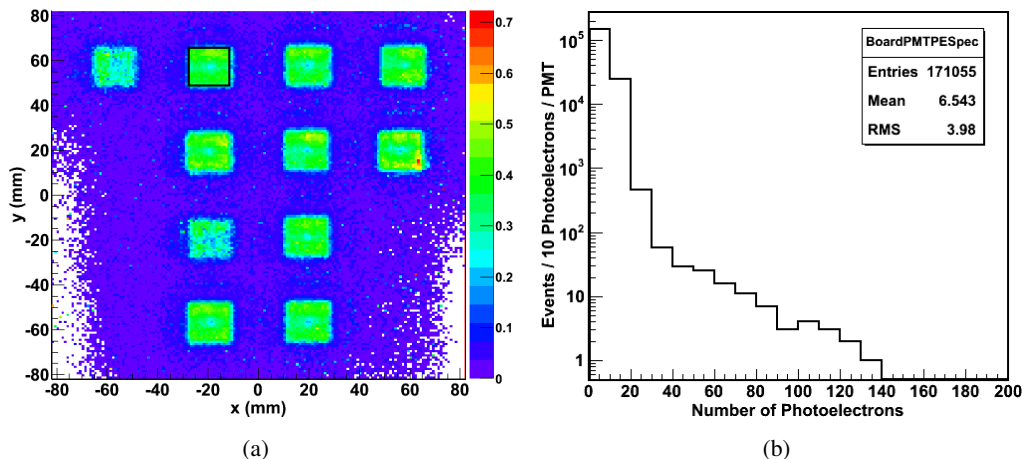 80
60
40
20
0
-20
-40
-60
-80
y (mm)
-80 -60 -40 -20 0 20 40 60 80
x (mm)
0.7
0.6
0.5
0.4
0.3
0.2
0.1
0
(a)
Events / 10 Photoelectrons / PMT
10^5
10^4
10^3
10^2
10
1
BoardPMTPESpec
Entries 171055
Mean 6.543
RMS 3.98
0 20 40 60 80 100 120 140 160 180 200
Number of Photoelectrons
(b)